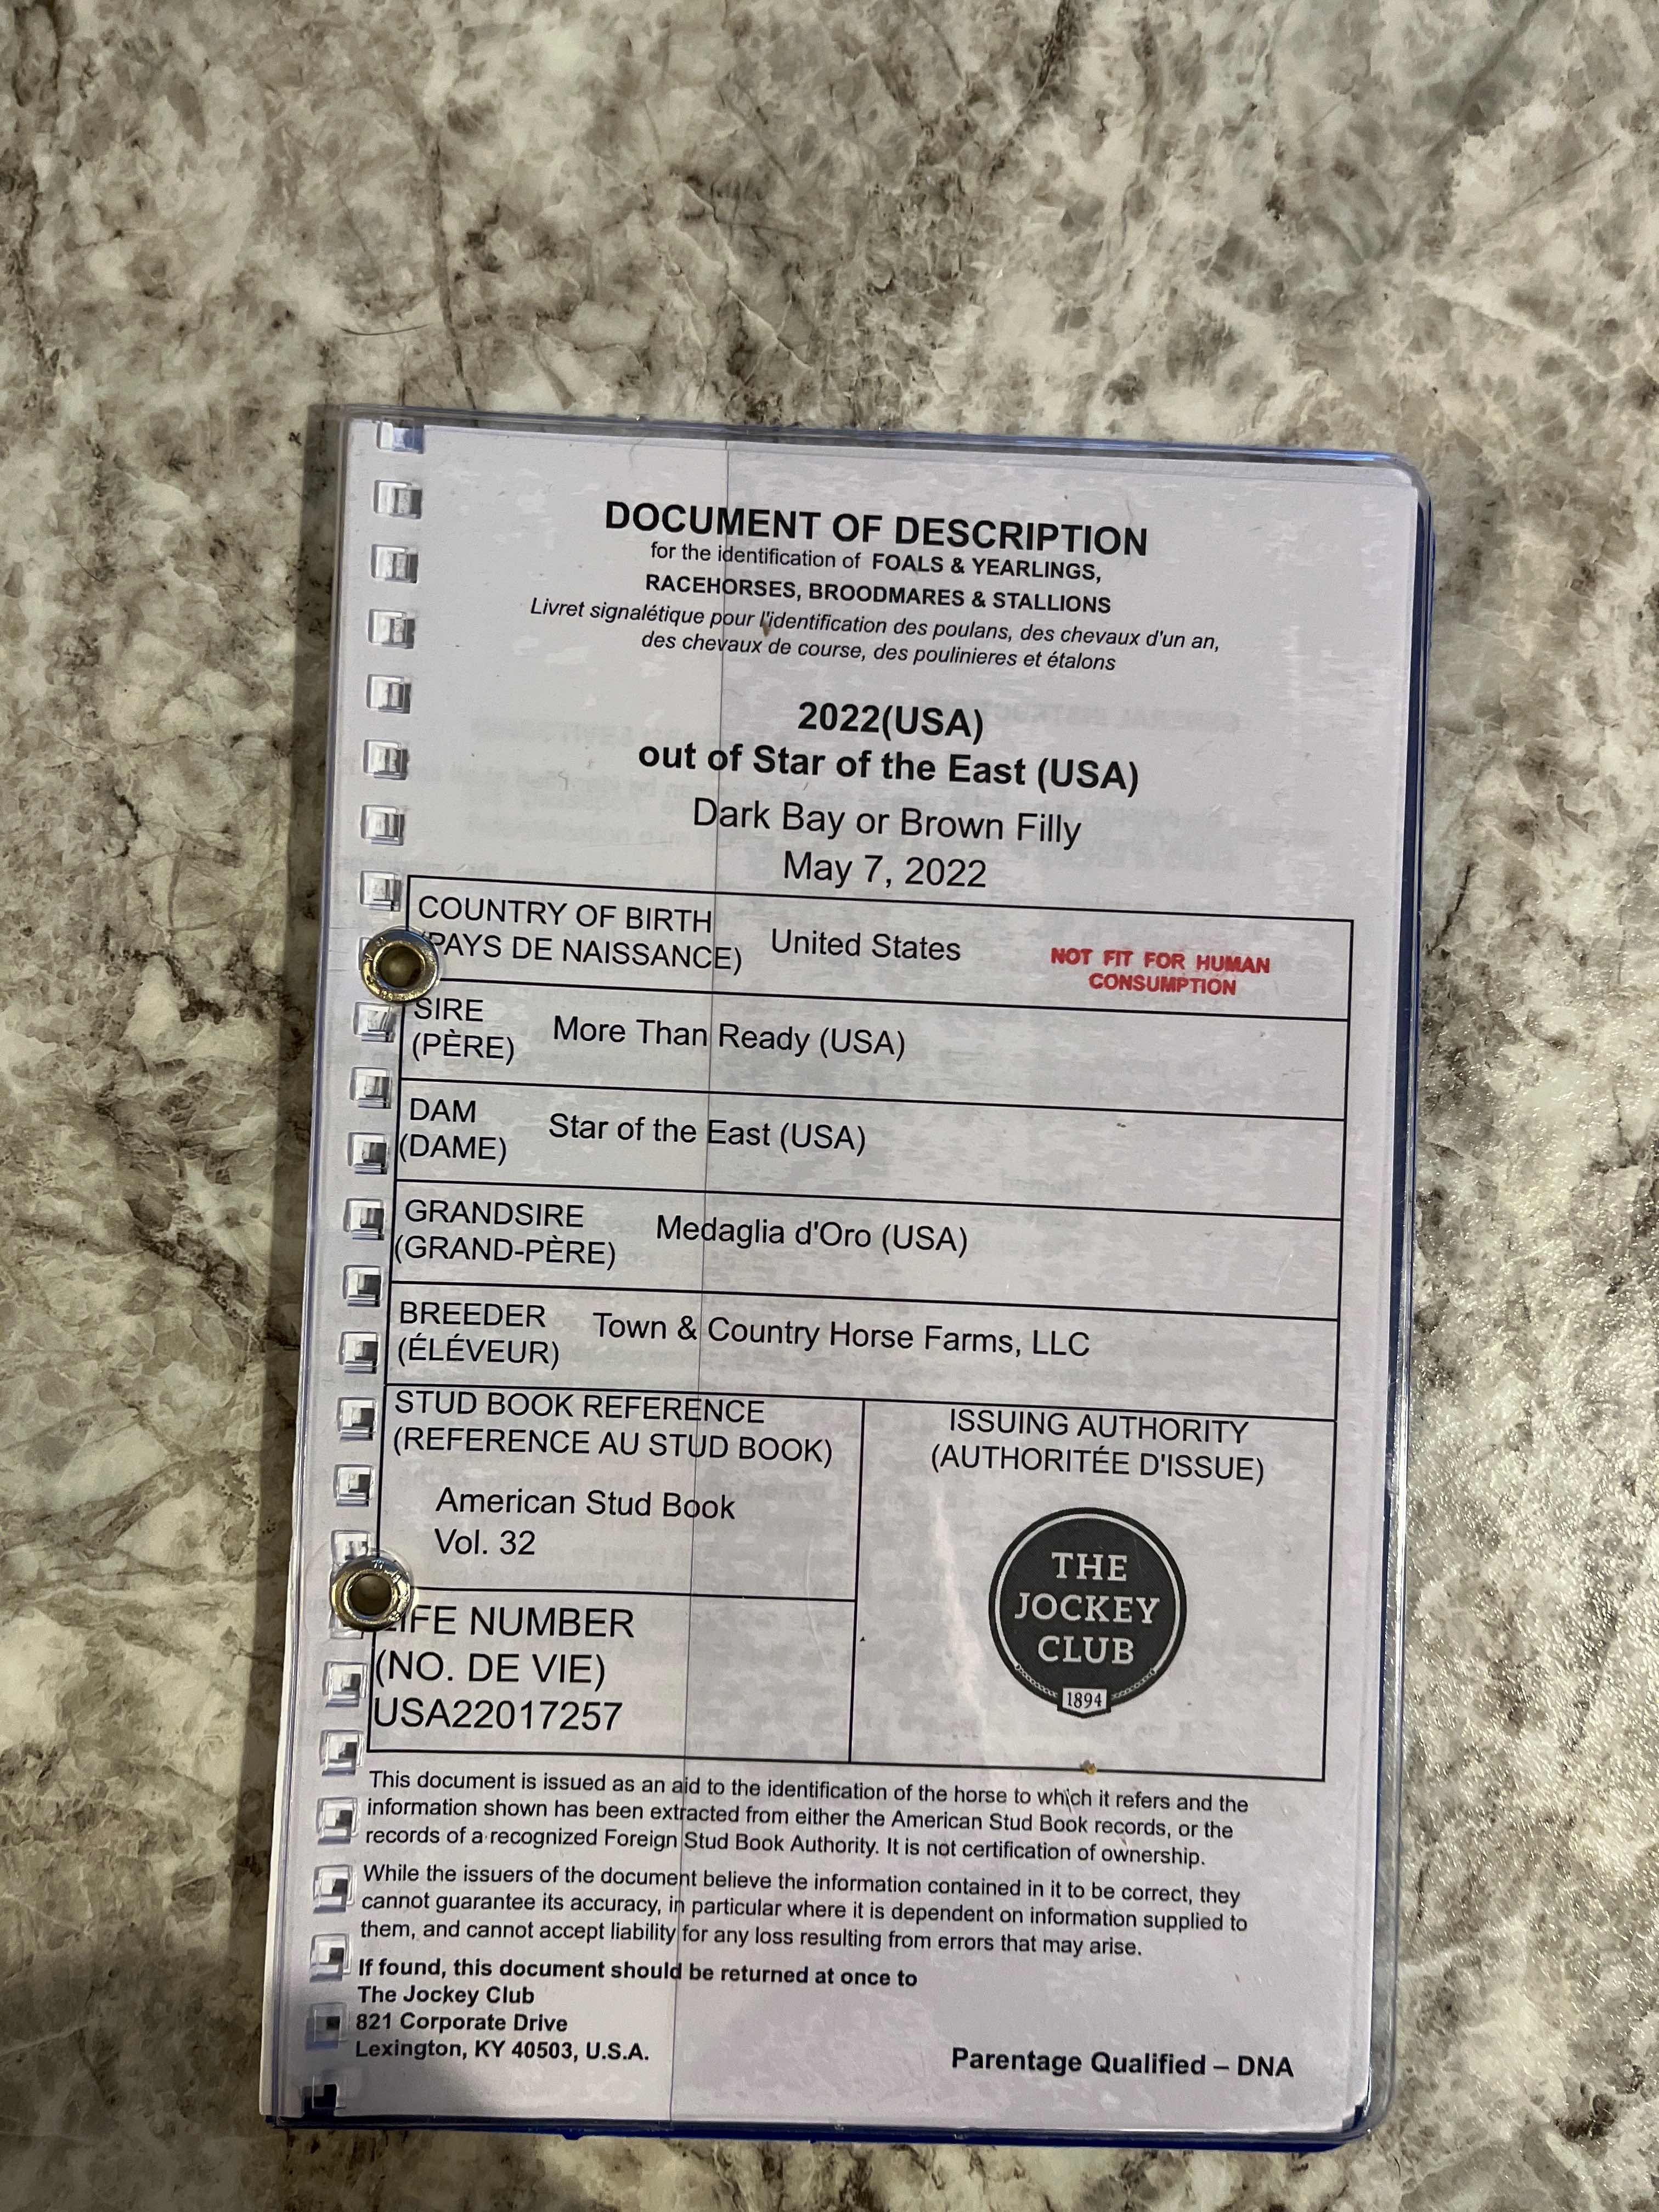 DOCUMENT OF DESCRIPTION
for the identification of FOALS & YEARLINGS,
RACEHORSES, BROODMARES & STALLIONS
Livret signalétique pour l'identification des poulans, des chevaux d'un an,
des chevaux de course, des poulinieres et étalons
2022(USA)
out of Star of the East (USA)
Dark Bay or Brown Filly
May 7, 2022
COUNTRY OF BIRTH
(PAYS DE NAISSANCE)
United States
NOT FIT FOR HUMAN
CONSUMPTION
SIRE
(PÈRE)
More Than Ready (USA)
DAM
(DAME)
Star of the East (USA)
GRANDSIRE
(GRAND-PÈRE)
Medaglia d'Oro (USA)
BREEDER
(ÉLÉVEUR)
Town & Country Horse Farms, LLC
STUD BOOK REFERENCE
(REFERENCE AU STUD BOOK)
American Stud Book
Vol. 32
ISSUING AUTHORITY
(AUTHORITÉE D'ISSUE)
THE
JOCKEY
CLUB
1894
LIFE NUMBER
(NO. DE VIE)
USA22017257
This document is issued as an aid to the identification of the horse to which it refers and the
information shown has been extracted from either the American Stud Book records, or the
records of a recognized Foreign Stud Book Authority. It is not certification of ownership.
While the issuers of the document believe the information contained in it to be correct, they
cannot guarantee its accuracy, in particular where it is dependent on information supplied to
them, and cannot accept liability for any loss resulting from errors that may arise.
If found, this document should be returned at once to
The Jockey Club
821 Corporate Drive
Lexington, KY 40503, U.S.A.
Parentage Qualified – DNA